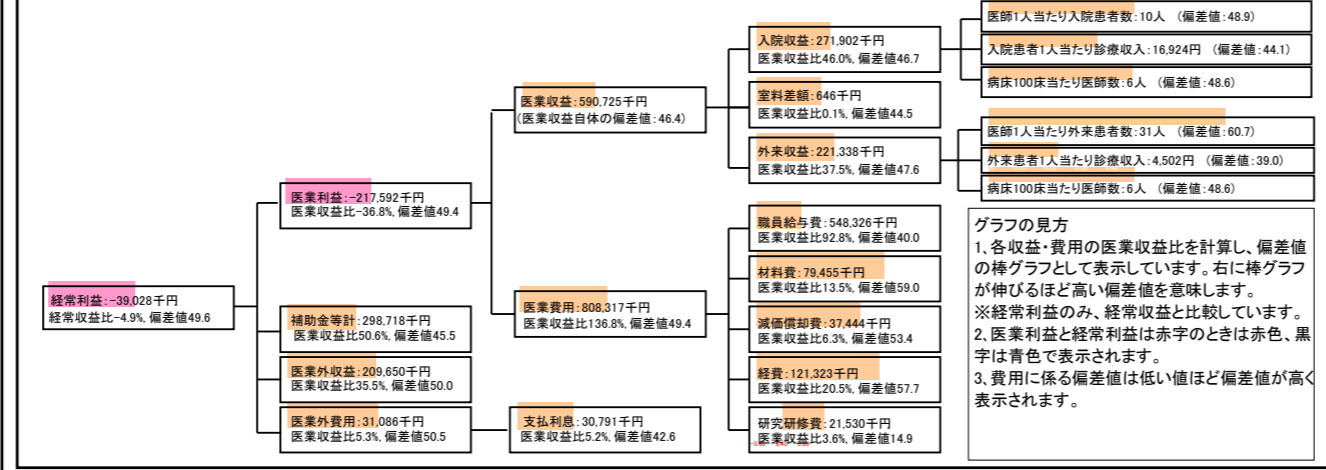 経常利益:-39,028千円
経常収比-4.9%, 偏差値49.6
医業利益:-217,592千円
医業収益比-36.8%, 偏差値49.4
補助金等計:298,718千円
医業収益比50.6%, 偏差値45.5
医業外収益:209,650千円
医業収益比35.5%, 偏差値50.0
医業外費用:31,086千円
医業収益比5.3%, 偏差値50.5
医業収益:590,725千円
(医業収益自体の偏差値:46.4)
医業費用:808,317千円
医業収益比136.8%, 偏差値49.4
支払利息:30,791千円
医業収益比5.2%, 偏差値42.6
入院収益:271,902千円
医業収益比46.0%, 偏差値46.7
室料差額:646千円
医業収益比0.1%, 偏差値44.5
外来収益:221,338千円
医業収益比37.5%, 偏差値47.6
職員給与費:548,326千円
医業収益比92.8%, 偏差値40.0
材料費:79,455千円
医業収益比13.5%, 偏差値59.0
減価償却費:37,444千円
医業収益比6.3%, 偏差値53.4
経費:121,323千円
医業収益比20.5%, 偏差値57.7
研究研修費:21,530千円
医業収益比3.6%, 偏差値14.9
医師1人当たり入院患者数:10人 (偏差値:48.9)
入院患者1人当たり診療収入:16,924円 (偏差値:44.1)
病床100床当たり医師数:6人 (偏差値:48.6)
医師1人当たり外来患者数:31人 (偏差値:60.7)
外来患者1人当たり診療収入:4,502円 (偏差値:39.0)
病床100床当たり医師数:6人 (偏差値:48.6)
グラフの見方
1、各収益・費用の医業収益比を計算し、偏差値
の棒グラフとして表示しています。右に棒グラフ
が伸びるほど高い偏差値を意味します。
※経常利益のみ、経常収益と比較しています。
2、医業利益と経常利益は赤字のときは赤色、黒
字は青色で表示されます。
3、費用に係る偏差値は低い値ほど偏差値が高く
表示されます。